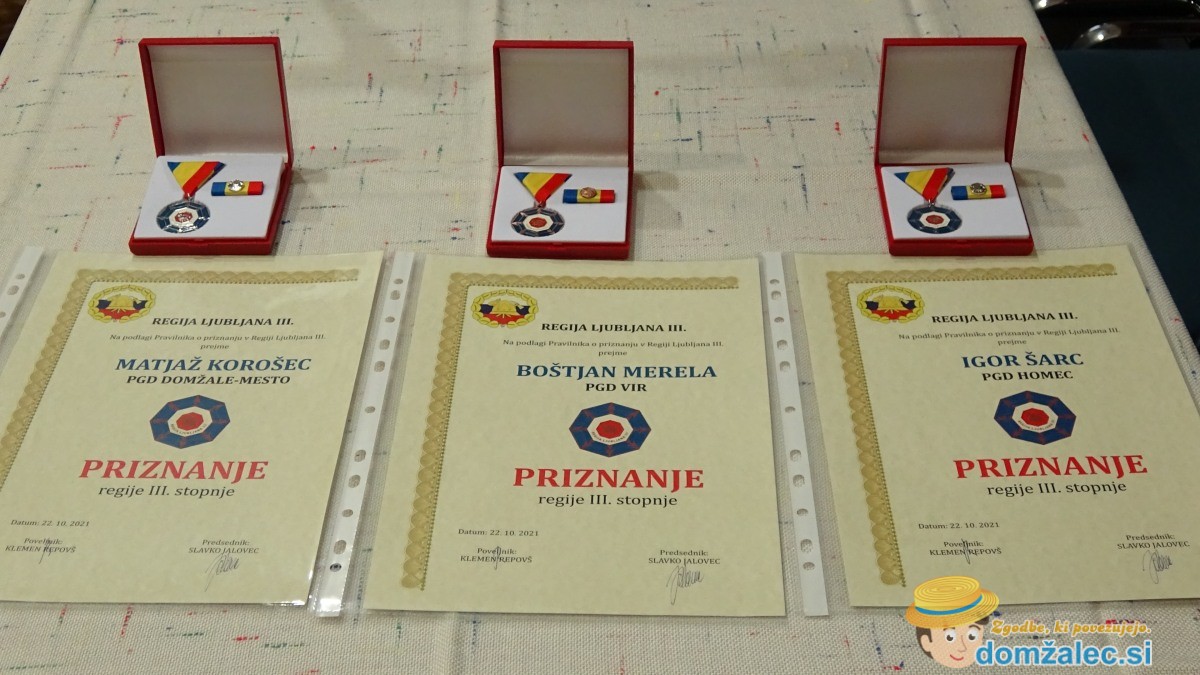 REGIJA LJUBLJANA III.
Na podlagi Pravilnika o priznanju v Regiji Ljubljana III.
prejme
MATJAŽ KOROŠEC
PGD DOMŽALE-MESTO
PRIZNANJE
regije III. stopnje
Datum: 22. 10. 2021
Poveljnik:
KLEMEN REPOVŠ
Predsednik:
SLAVKO JALOVEC
REGIJA LJUBLJANA III.
Na podlagi Pravilnika o priznanju v Regiji Ljubljana III.
prejme
BOŠTJAN MERELA
PGD VIR
PRIZNANJE
regije III. stopnje
Datum: 22. 10. 2021
Poveljnik:
KLEMEN REPOVŠ
Predsednik:
SLAVKO JALOVEC
REGIJA LJUBLJANA III.
Na podlagi Pravilnika o priznanju v Regiji Ljubljana III.
prejme
IGOR ŠARC
PGD HOMEC
PRIZNANJE
regije III. stopnje
Datum: 22. 10. 2021
Poveljnik:
KLEMEN REPOVŠ
Predsednik:
SLAVKO JALOVEC
Zgodbe, ki povezujejo.
domžalec.si